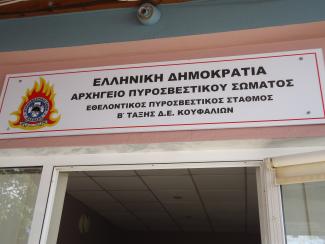 ΕΛΛΗΝΙΚΗ ΔΗΜΟΚΡΑΤΙΑ
ΑΡΧΗΓΕΙΟ ΠΥΡΟΣΒΕΣΤΙΚΟΥ ΣΩΜΑΤΟΣ
ΕΘΕΛΟΝΤΙΚΟΣ ΠΥΡΟΣΒΕΣΤΙΚΟΣ ΣΤΑΘΜΟΣ
Β΄ ΤΑΞΗΣ Δ.Ε. ΚΟΥΦΑΛΙΩΝ